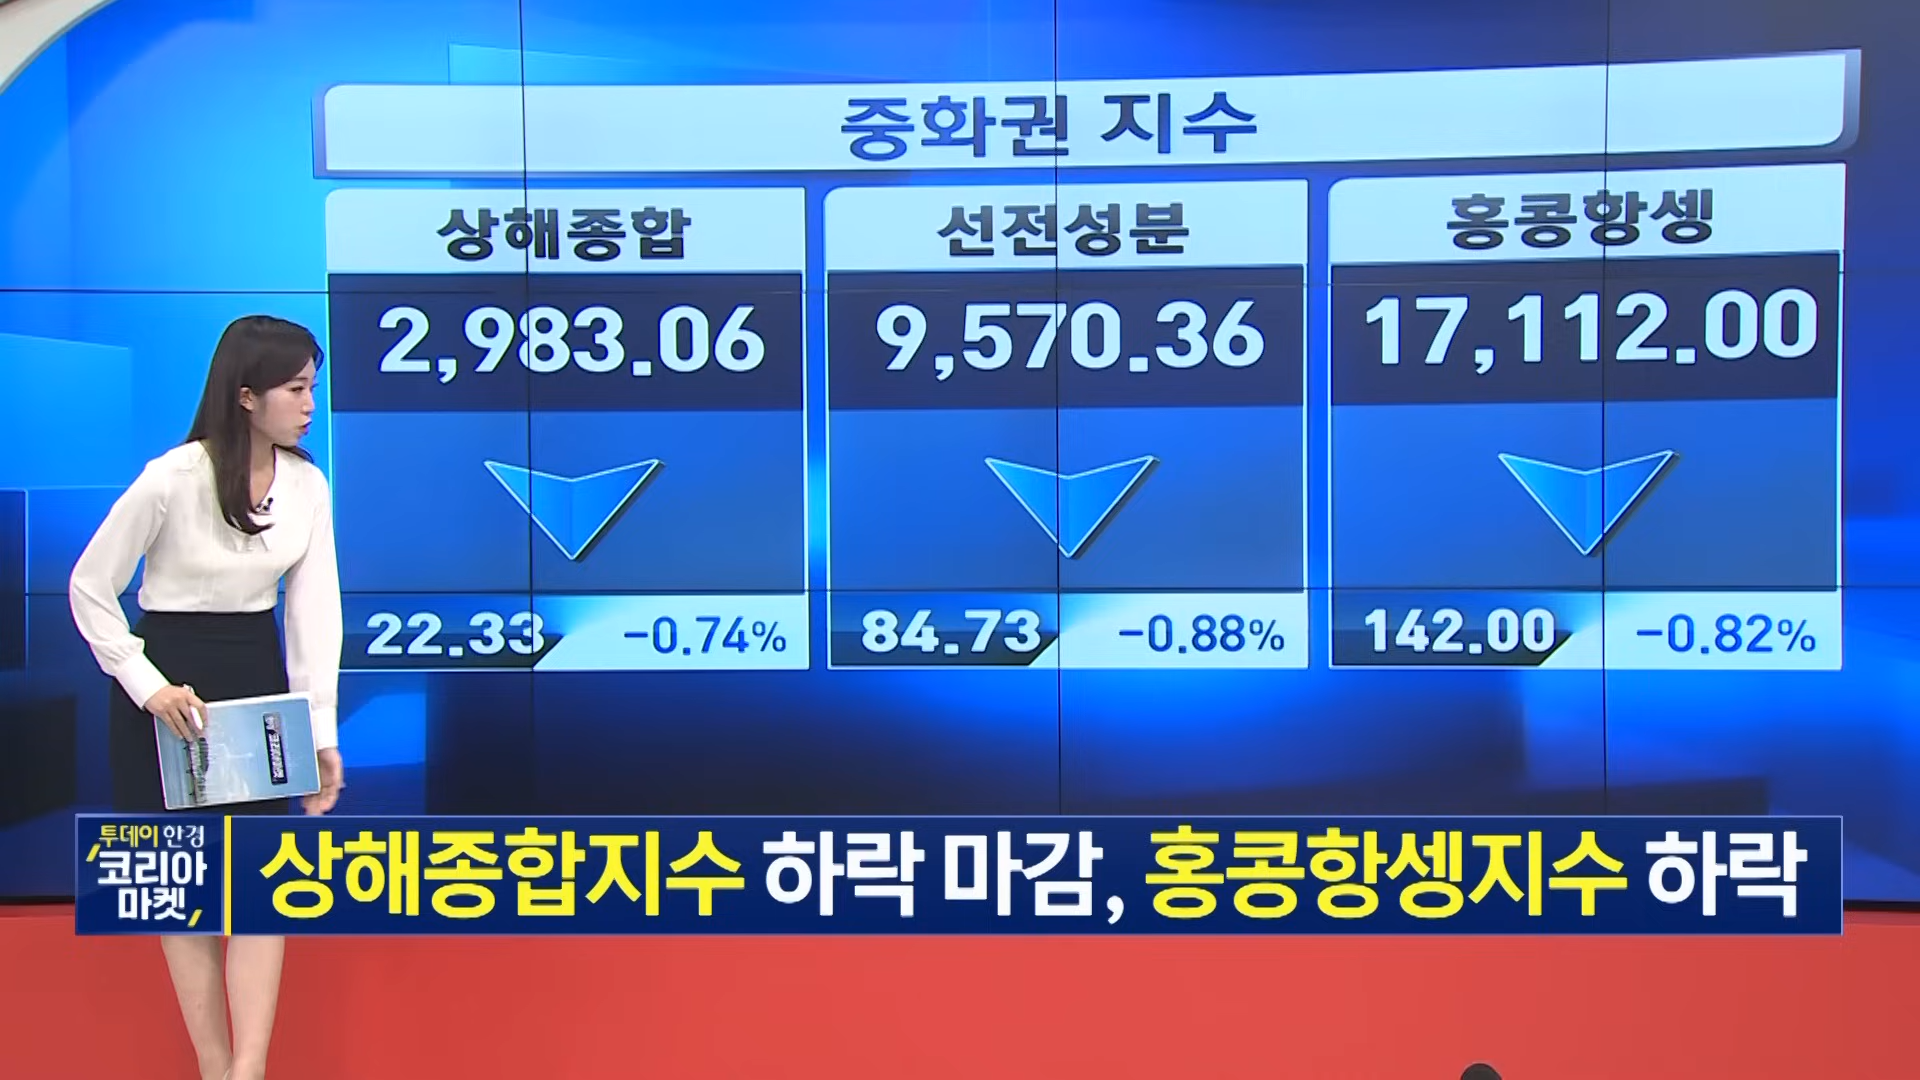 중화권 지수
상해종합 선전성분 홍콩항셍
2,983.06 9,570.36 17,112.00
22.33 -0.74% 84.73 -0.88% 142.00 -0.82%
투데이 한경
코리아
마켓
상해종합지수 하락 마감, 홍콩항셍지수 하락